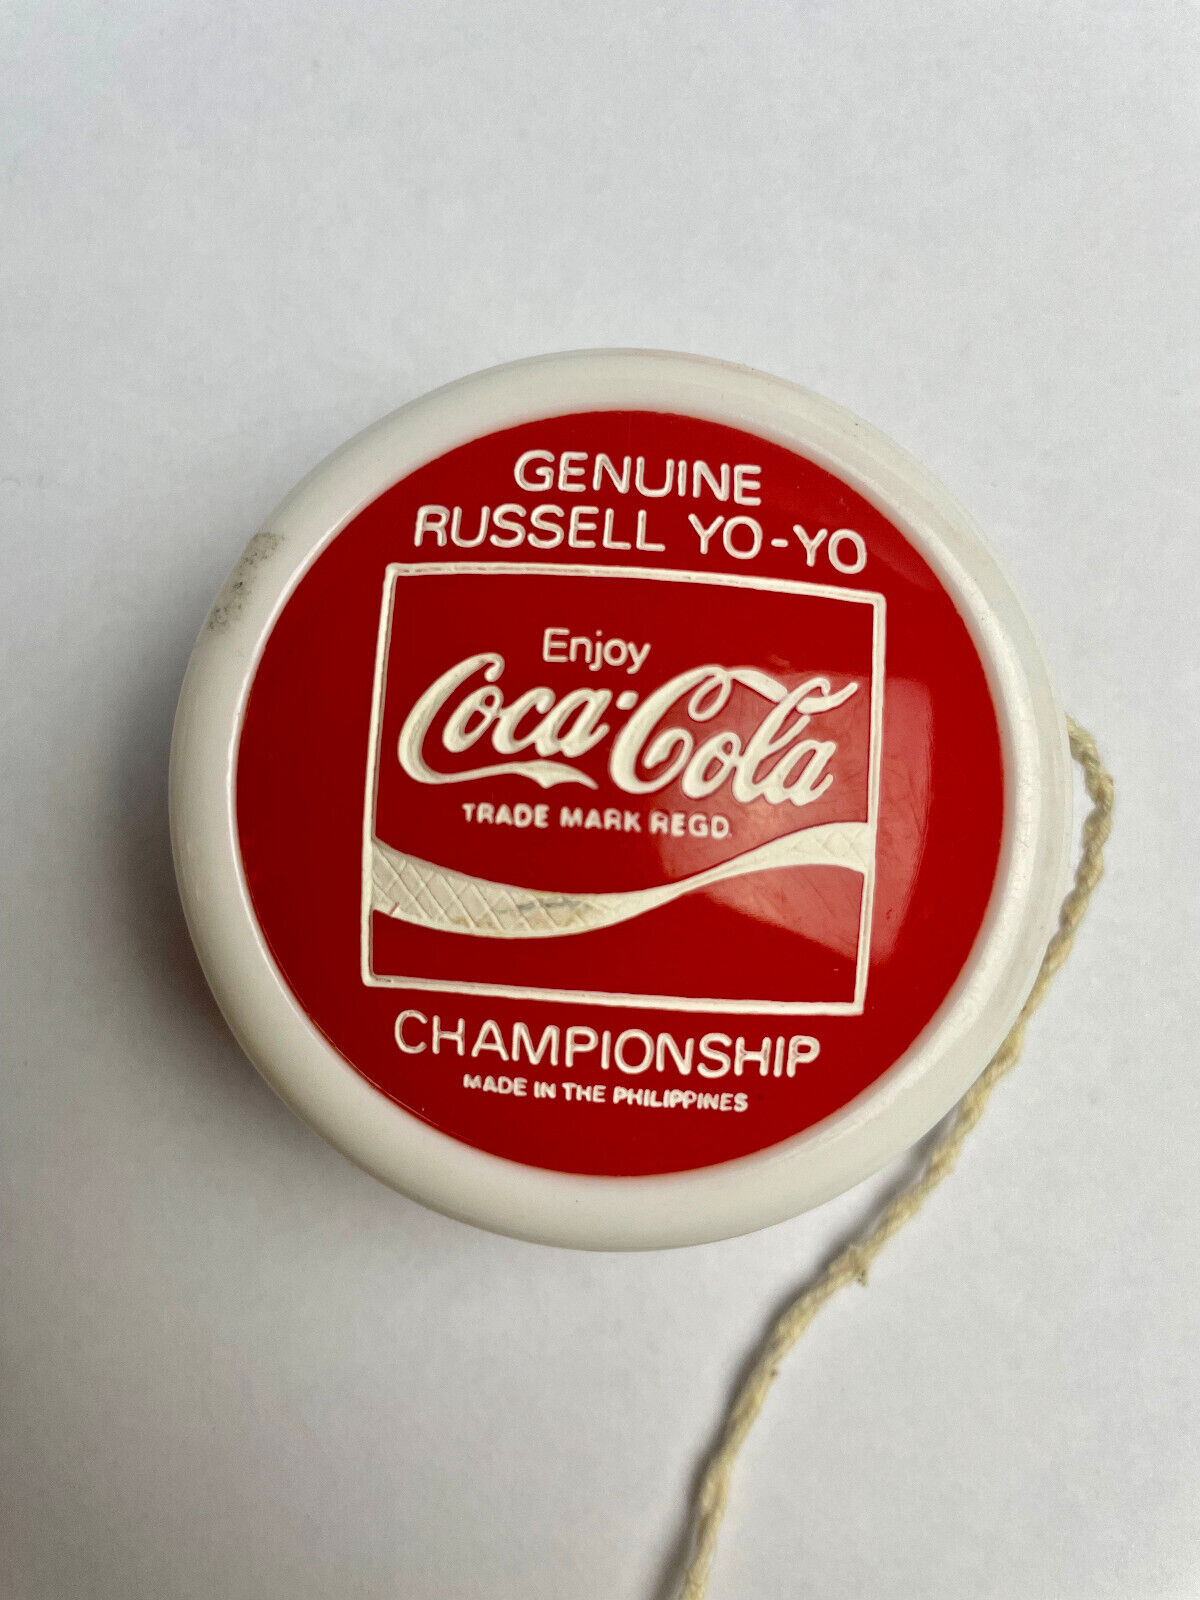 GENUINE
RUSSELL YO-YO
Enjoy
Coca-Cola
TRADE MARK REGD.
CHAMPIONSHIP
MADE IN THE PHILIPPINES